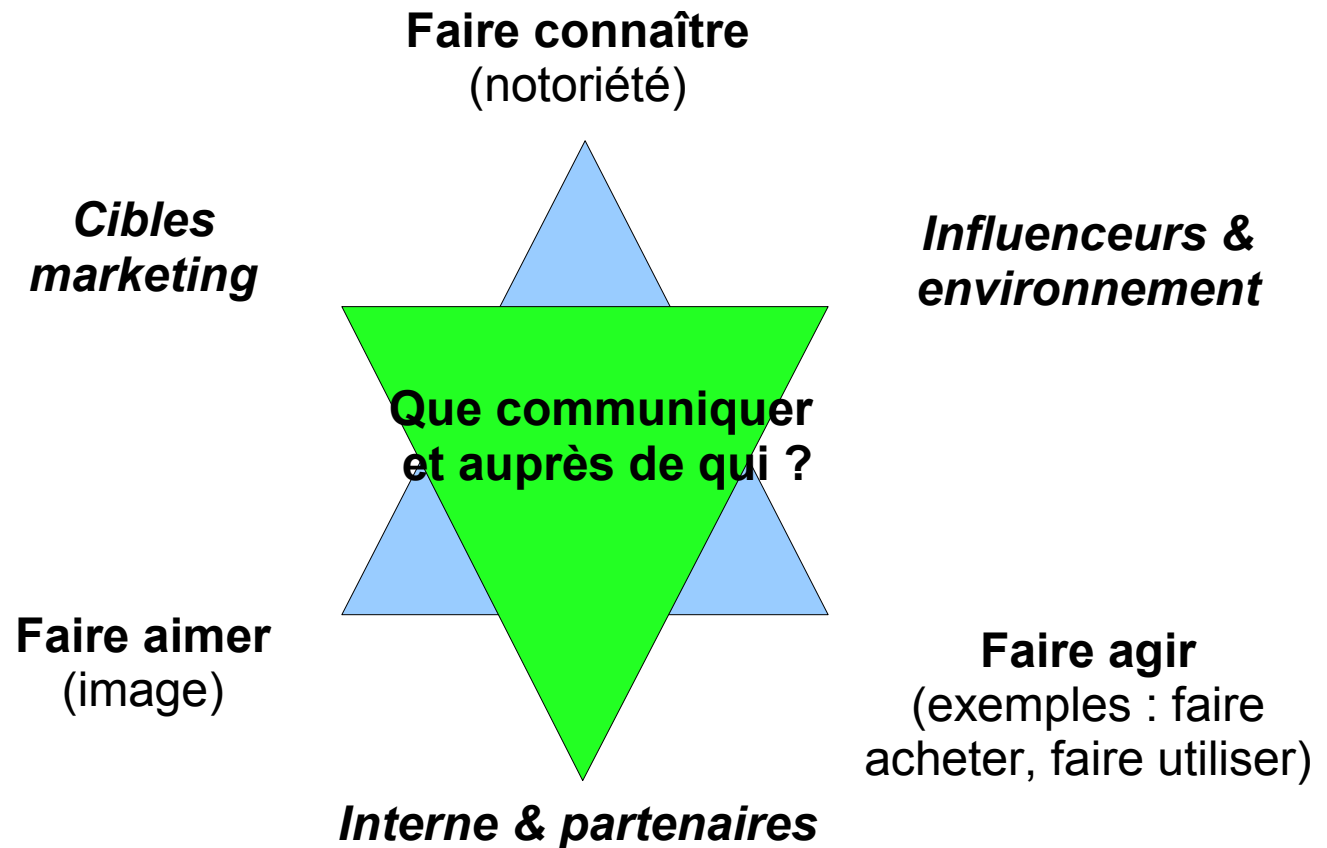 Faire connaître
(notoriété)
Cibles
marketing
Influenceurs &
environnement
Que communiquer
et auprès de qui ?
Faire aimer
(image)
Faire agir
(exemples : faire
acheter, faire utiliser)
Interne & partenaires